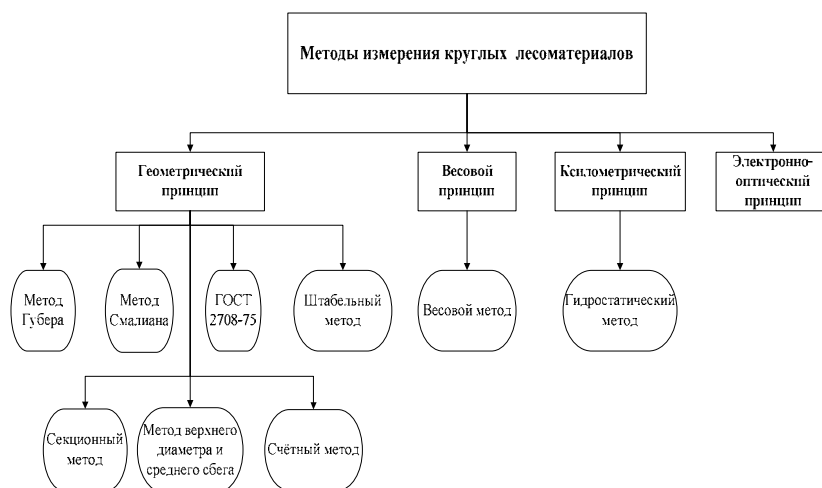 Методы измерения круглых лесоматериалов
Геометрический
принцип
Весовой
принцип
Ксилометрический
принцип
Электронно-
оптический
принцип
Метод
Губера
Метод
Смалиана
ГОСТ
2708-75
Штабельный
метод
Весовой метод
Гидростатический
метод
Секционный
метод
Метод верхнего
диаметра и
среднего сбега
Счётный метод